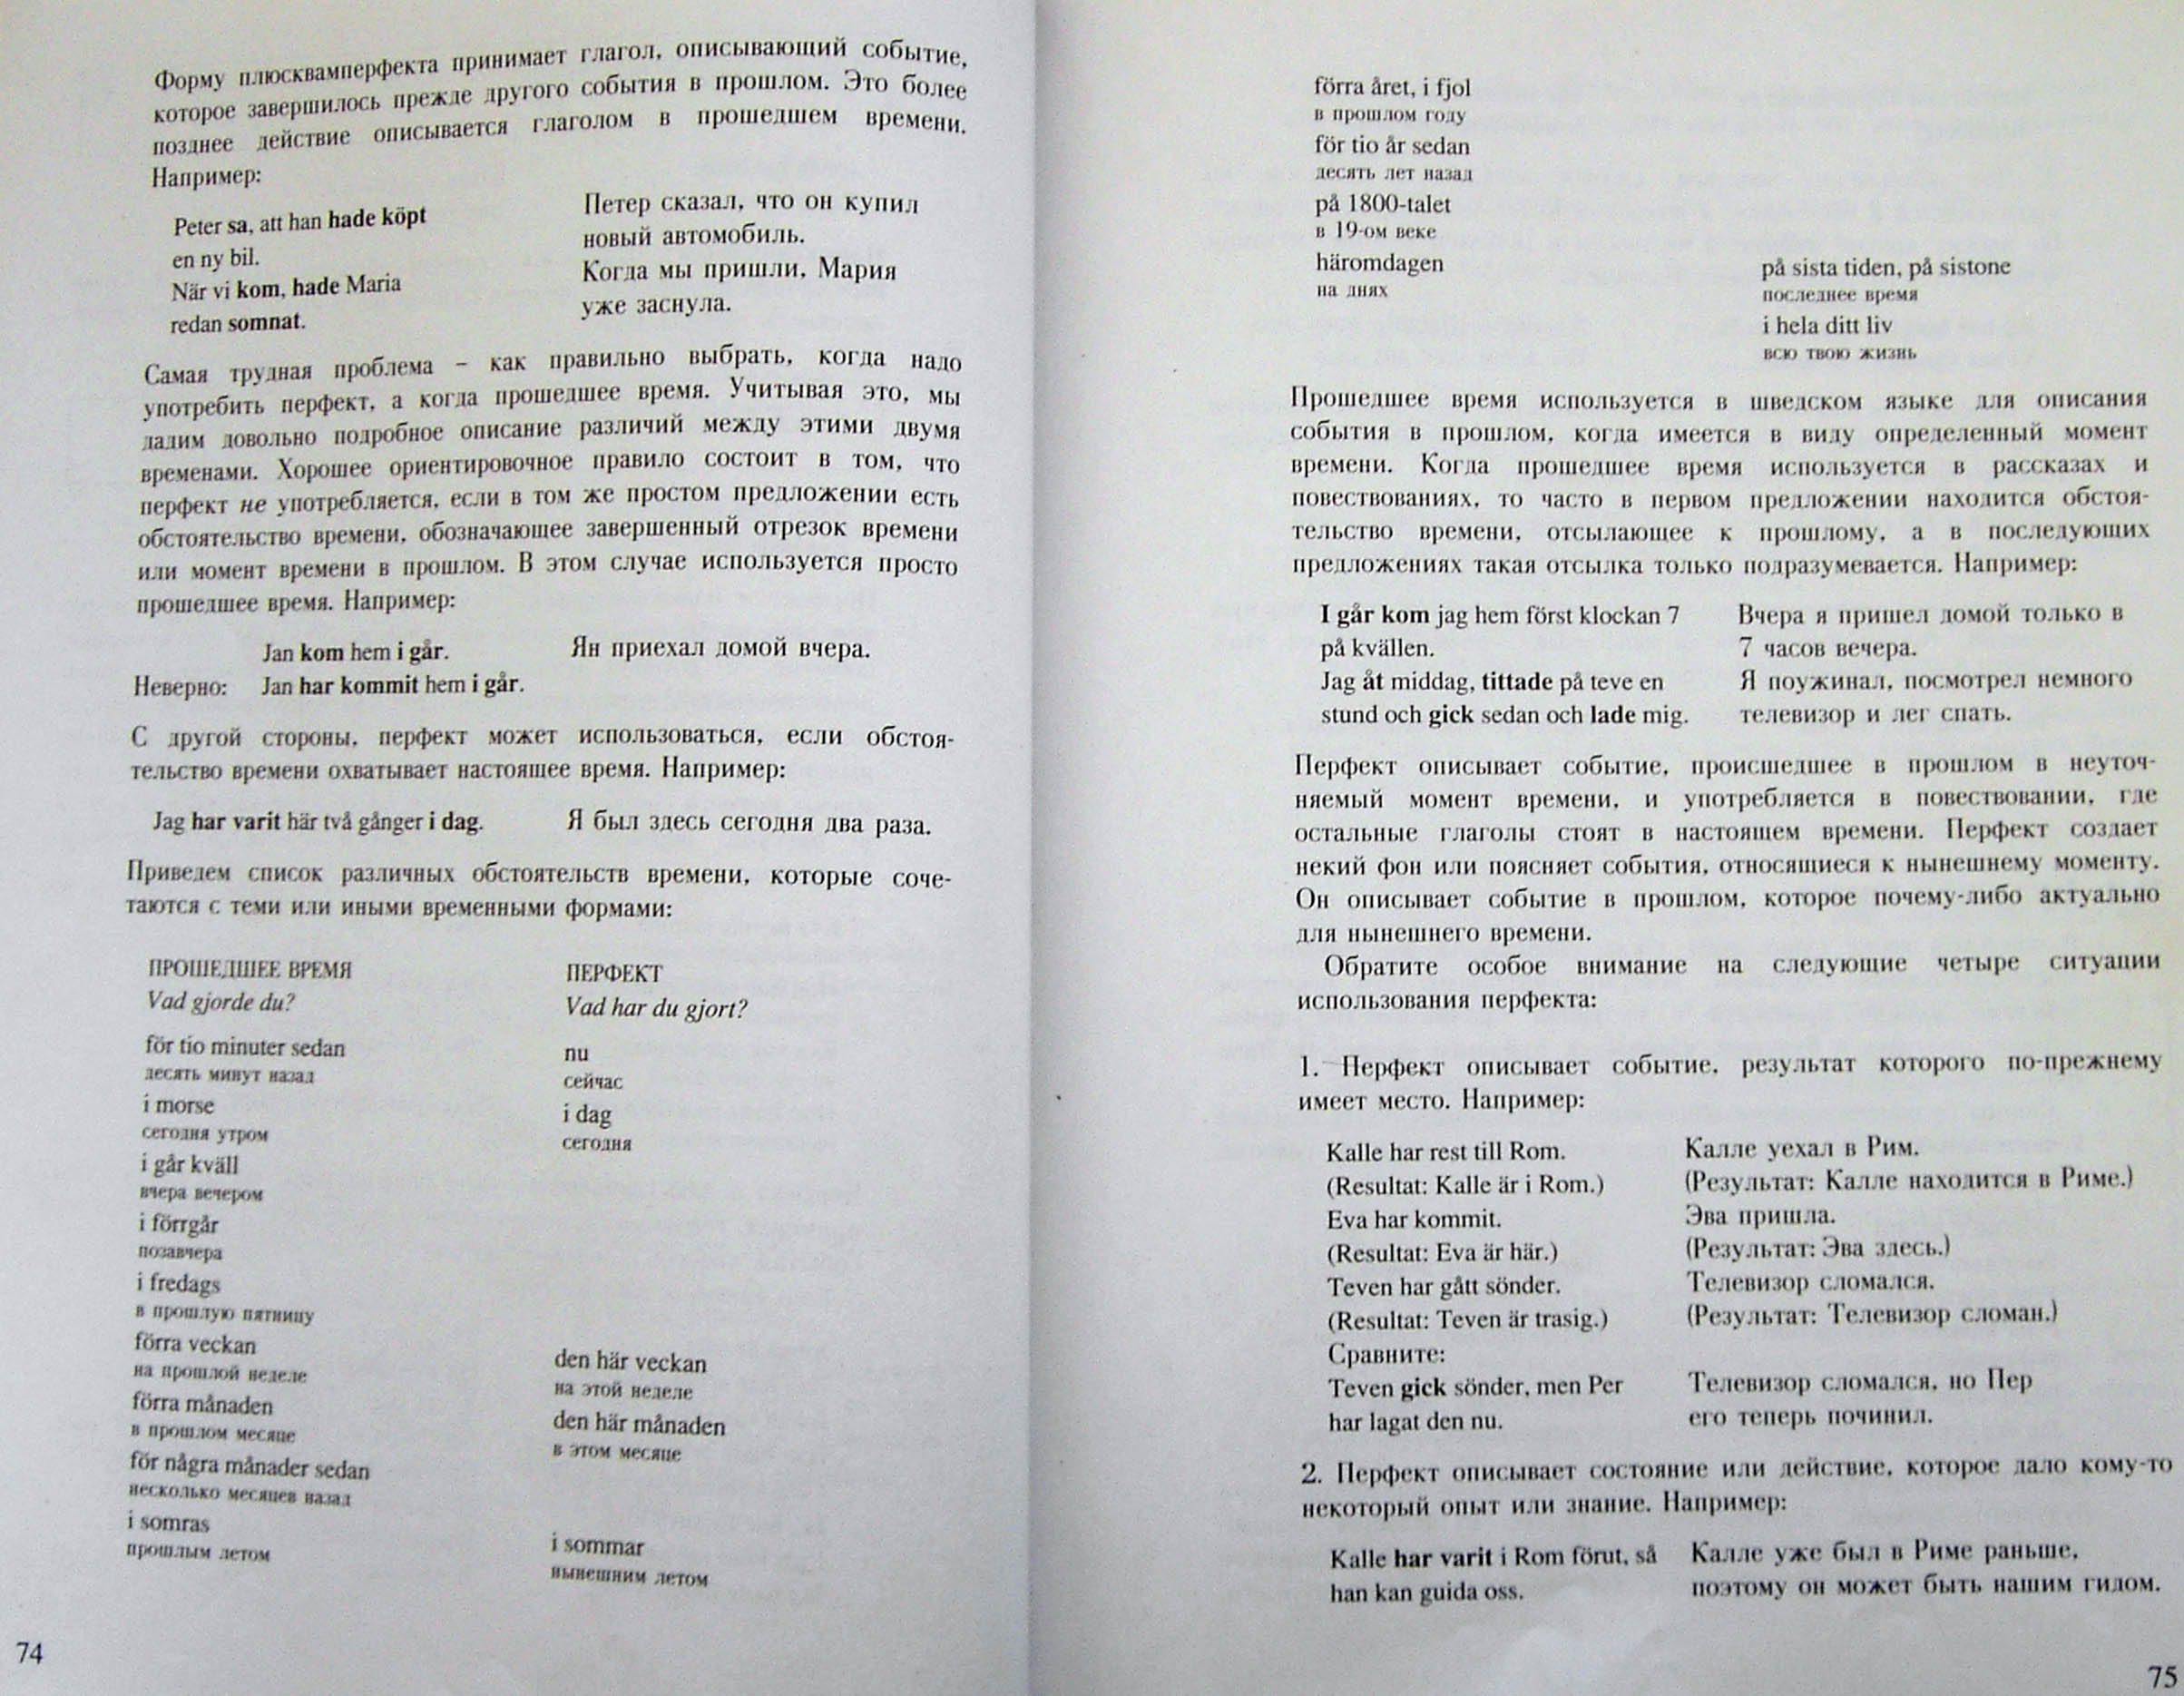 Форму плюсквамперфекта принимает глагол, описывающий событие,
которое завершилось прежде другого события в прошлом. Это более
позднее действие описывается глаголом в прошедшем времени.
Например:
Peter sa, att han hade köpt
en ny bil.
När vi kom, hade Maria
redan somnat.
Петер сказал, что он купил
новый автомобиль.
Когда мы пришли, Мария
уже заснула.
Самая трудная проблема – как правильно выбрать, когда надо
употребить перфект, а когда прошедшее время. Учитывая это, мы
дадим довольно подробное описание различий между этими двумя
временами. Хорошее ориентировочное правило состоит в том, что
перфект не употребляется, если в том же простом предложении есть
обстоятельство времени, обозначающее завершенный отрезок времени
или момент времени в прошлом. В этом случае используется просто
прошедшее время. Например:
Jan kom hem i går. Ян приехал домой вчера.
Неверно: Jan har kommit hem i går.
С другой стороны, перфект может использоваться, если обстоя-
тельство времени охватывает настоящее время. Например:
Jag har varit här två gånger i dag. Я был здесь сегодня два раза.
Приведем список различных обстоятельств времени, которые соче-
таются с теми или иными временными формами:
ПРОШЕДШЕЕ ВРЕМЯ ПЕРФЕКТ
Vad gjorde du? Vad har du gjort?
för tio minuter sedan nu
десять минут назад сейчас
i morse i dag
сегодня утром сегодня
i går kväll
вчера вечером
i förrgår
позавчера
i fredags
в прошлую пятницу
förra veckan den här veckan
на прошлой неделе на этой неделе
förra månaden den här månaden
в прошлом месяце в этом месяце
för några månader sedan
несколько месяцев назад
i somras i sommar
прошлым летом нынешним летом
74
förra året, i fjol
в прошлом году
för tio år sedan
десять лет назад
på 1800-talet
в 19-ом веке
häromdagen på sista tiden, på sistone
на днях последнее время
i hela ditt liv
всю твою жизнь
Прошедшее время используется в шведском языке для описания
события в прошлом, когда имеется в виду определенный момент
времени. Когда прошедшее время используется в рассказах и
повествованиях, то часто в первом предложении находится обстоя-
тельство времени, отсылающее к прошлому, а в последующих
предложениях такая отсылка только подразумевается. Например:
I går kom jag hem först klockan 7 Вчера я пришел домой только в
på kvällen. 7 часов вечера.
Jag åt middag, tittade på teve en Я поужинал, посмотрел немного
stund och gick sedan och lade mig. телевизор и лег спать.
Перфект описывает событие, происшедшее в прошлом в неуточ-
няемый момент времени, и употребляется в повествовании, где
остальные глаголы стоят в настоящем времени. Перфект создает
некий фон или поясняет события, относящиеся к нынешнему моменту.
Он описывает событие в прошлом, которое почему-либо актуально
для нынешнего времени.
Обратите особое внимание на следующие четыре ситуации
использования перфекта:
1. Перфект описывает событие, результат которого по-прежнему
имеет место. Например:
Kalle har rest till Rom. Калле уехал в Рим.
(Resultat: Kalle är i Rom.) (Результат: Калле находится в Риме.)
Eva har kommit. Эва пришла.
(Resultat: Eva är här.) (Результат: Эва здесь.)
Teven har gått sönder. Телевизор сломался.
(Resultat: Teven är trasig.) (Результат: Телевизор сломан.)
Сравните:
Teven gick sönder, men Per Телевизор сломался, но Пер
har lagat den nu. его теперь починил.
2. Перфект описывает состояние или действие, которое дало кому-то
некоторый опыт или знание. Например:
Kalle har varit i Rom förut, så Калле уже был в Риме раньше,
han kan guida oss. поэтому он может быть нашим гидом.
75